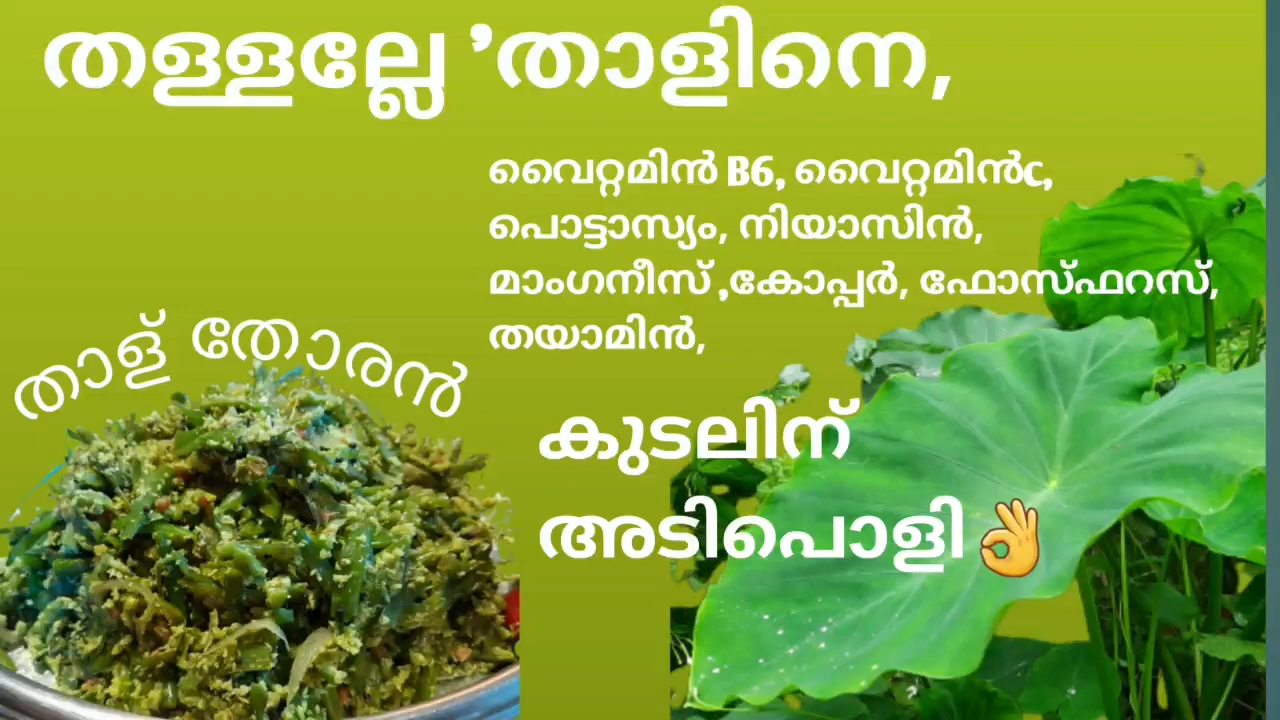 തള്ളല്ലേ ’താളിനെ,
വൈറ്റമിൻ B6, വൈറ്റമിൻc,
പൊട്ടാസ്യം, നിയാസിൻ,
മാംഗനീസ് ,കോപ്പർ, ഫോസ്ഫറസ്,
തയാമിൻ,
താള് തോരൻ
കുടലിന്
അടിപൊളി 👌